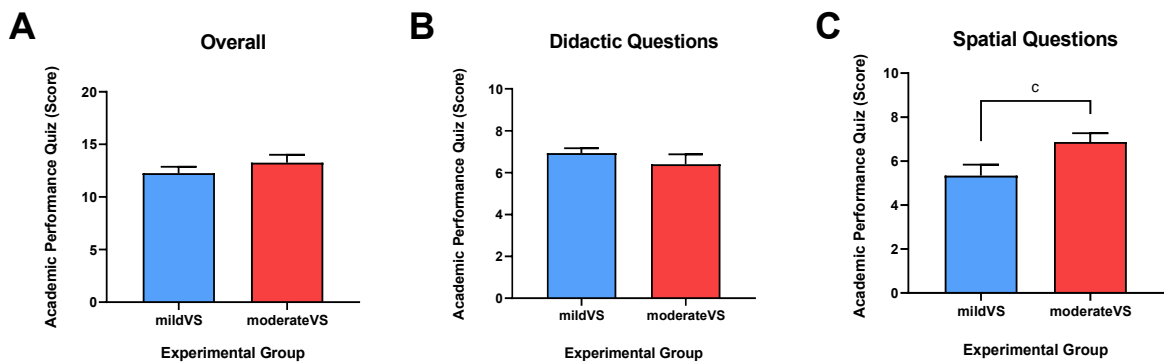 A
Overall
Academic Performance Quiz (Score)
20
15
10
5
0
mildVS
moderateVS
Experimental Group
B
Didactic Questions
Academic Performance Quiz (Score)
10
8
6
4
2
0
mildVS
moderateVS
Experimental Group
C
Spatial Questions
Academic Performance Quiz (Score)
10
8
6
4
2
0
c
mildVS
moderateVS
Experimental Group